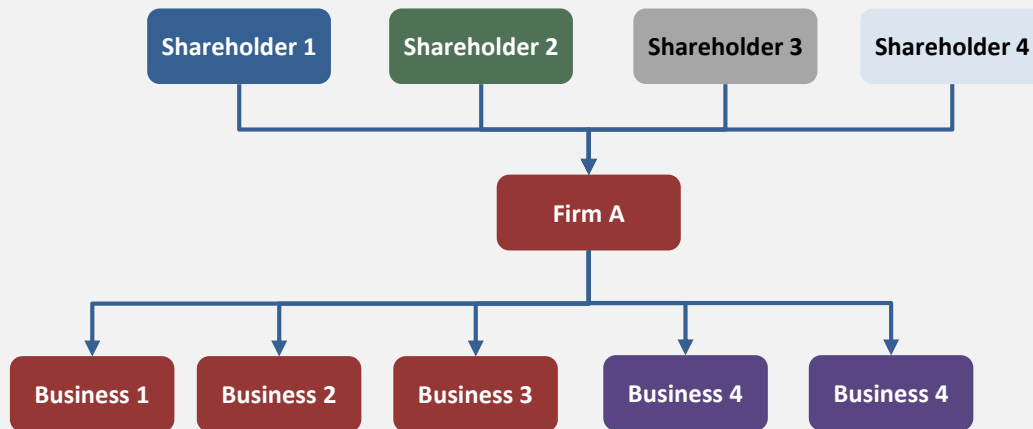 Shareholder 1
Shareholder 2
Shareholder 3
Shareholder 4
Firm A
Business 1
Business 2
Business 3
Business 4
Business 4